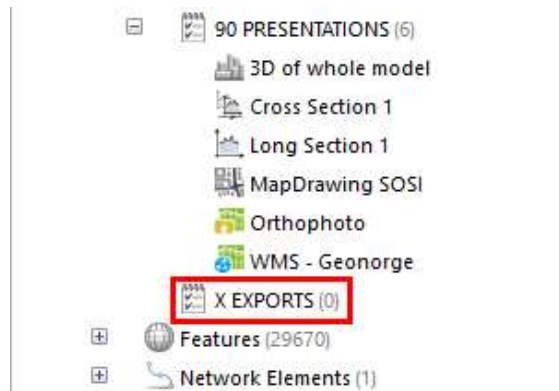 90 PRESENTATIONS (6)
3D of whole model
Cross Section 1
Long Section 1
MapDrawing SOSI
Orthophoto
WMS - Geonorge
X EXPORTS (0)
Features (29670)
Network Elements (1)